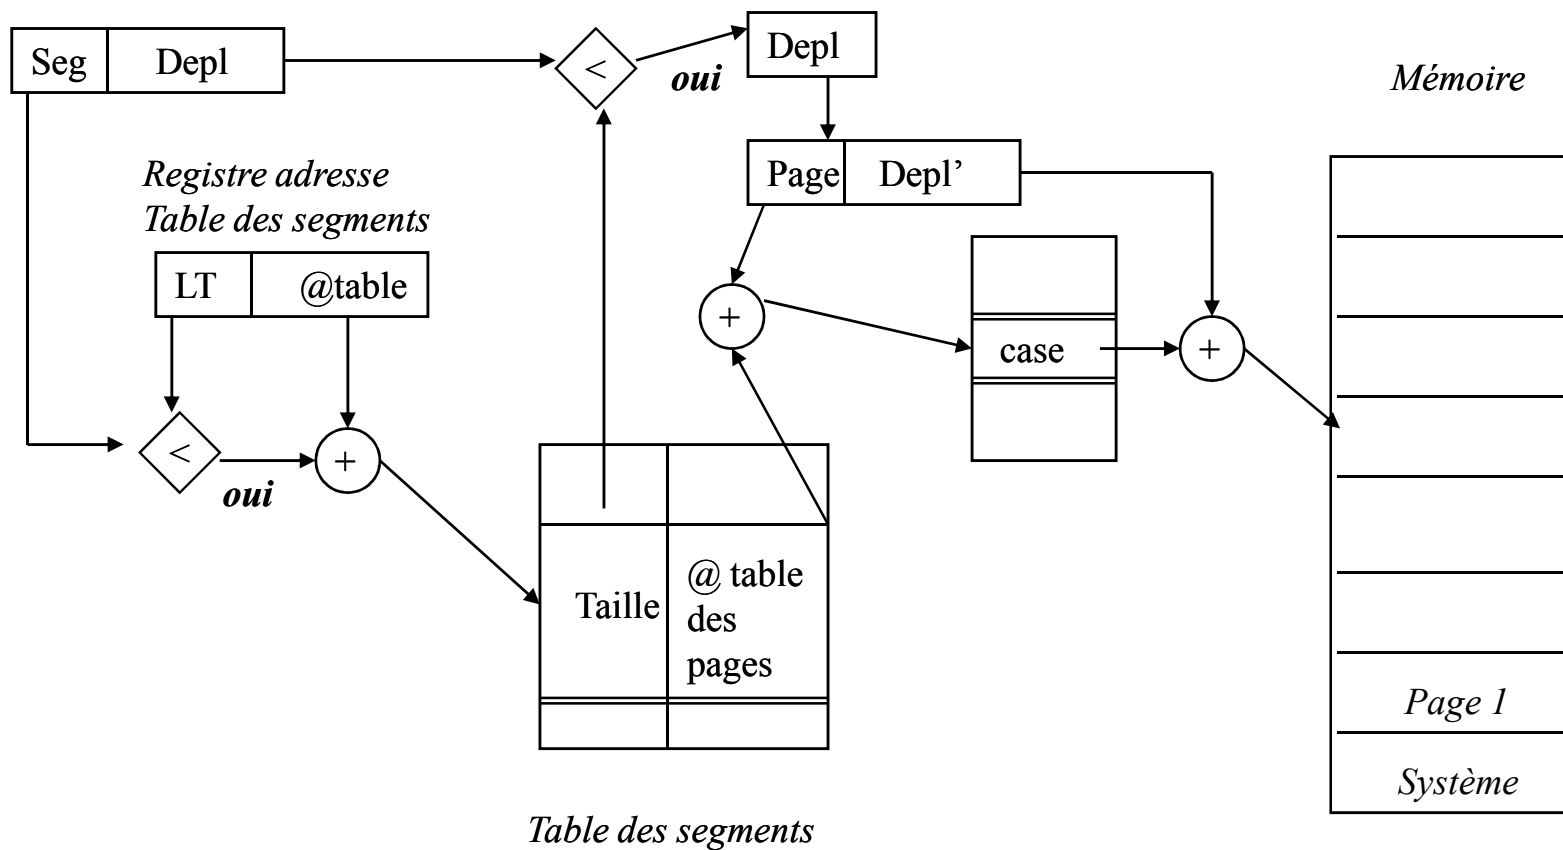 Seg
Depl
<
oui
Depl
Mémoire
Registre adresse
Table des segments
Page
Depl’
LT
@table
+
case
+
<
oui
+
Taille
@ table
des
pages
Page 1
Système
Table des segments